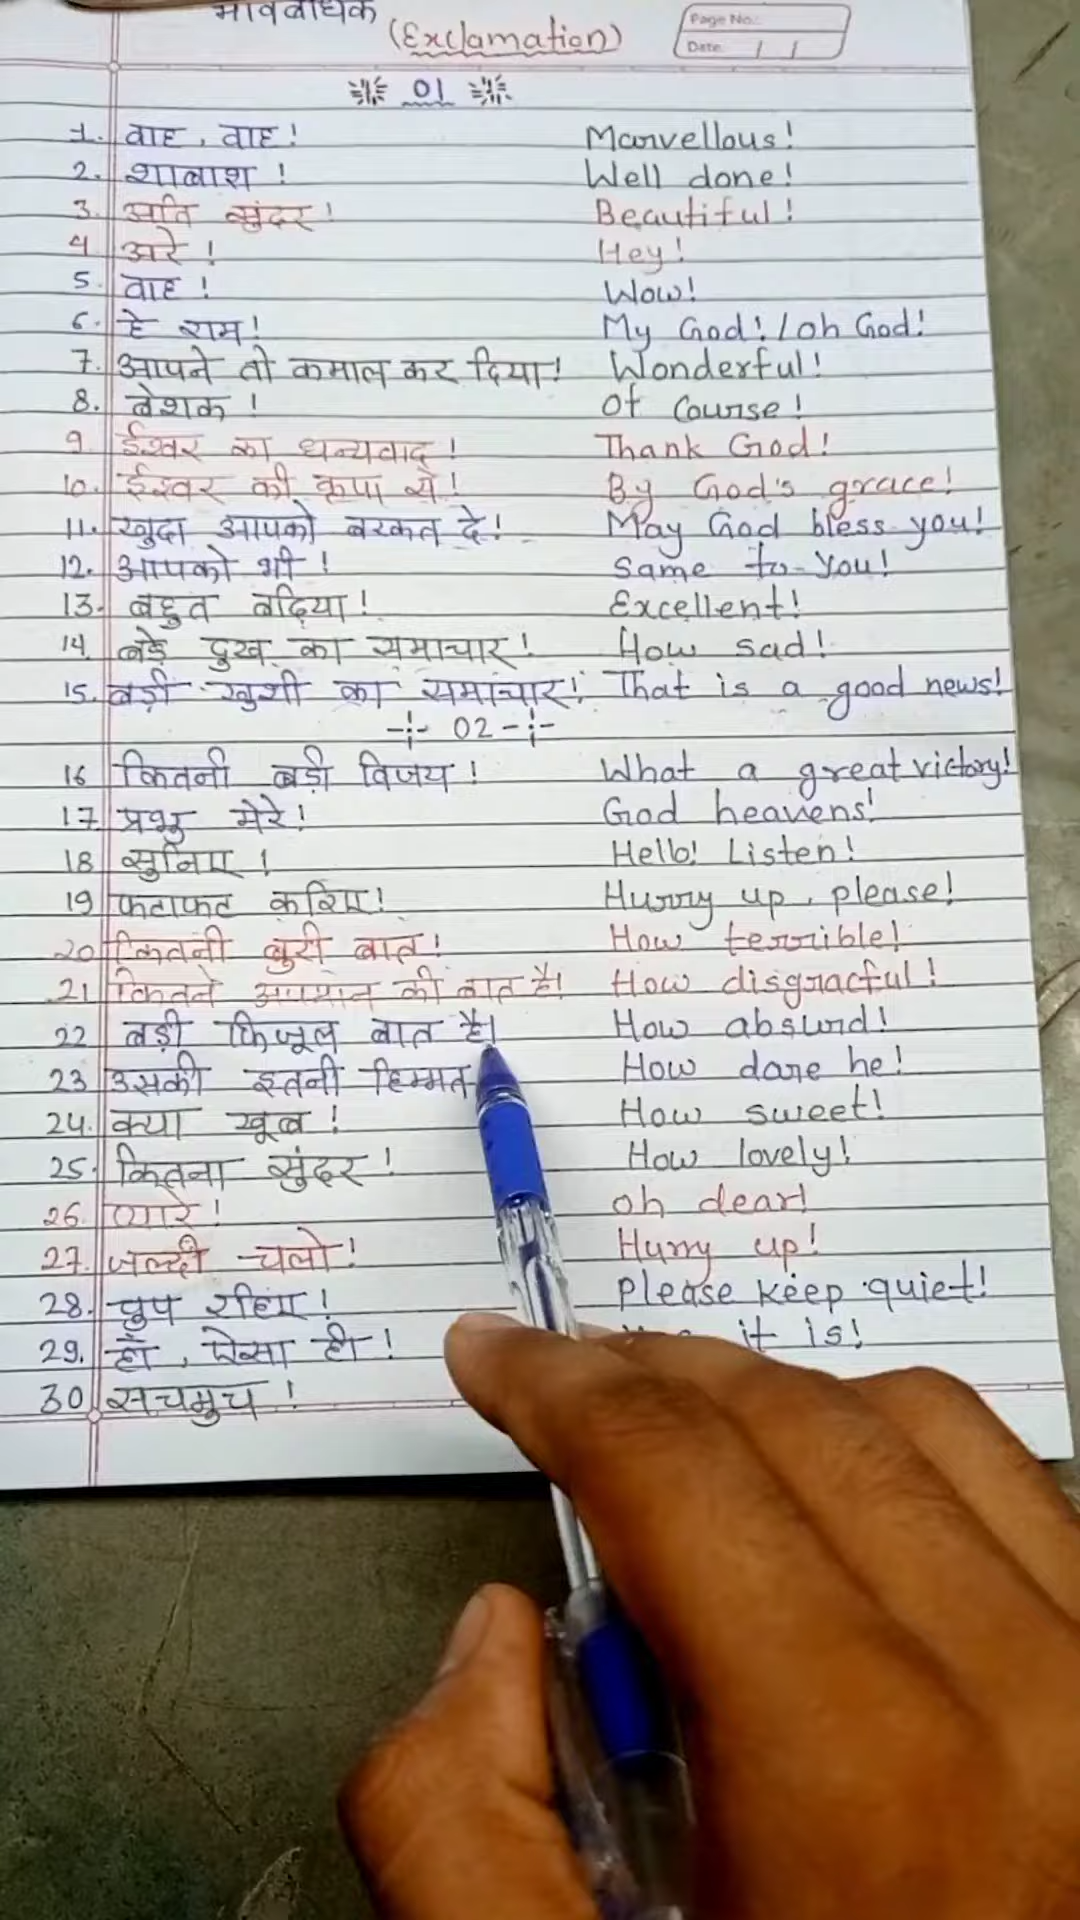 भावबोधक
(Exclamation)
Page No.:
Date / /
01
1. वाह, वाह! Marvellous!
2. शाबाश! Well done!
3. अति सुंदर! Beautiful!
4 अरे! Hey!
5. वाह! Wow!
6. हे राम! My God! / oh God!
7. आपने तो कमाल कर दिया! Wonderful!
8. बेशक! Of Course!
9. ईश्वर का धन्यवाद! Thank God!
10. ईश्वर की कृपा से! By God's grace!
11. खुदा आपको बरकत दे! May God bless you!
12. आपको भी! Same to You!
13. बहुत बढ़िया! Excellent!
14. बड़े दुख का समाचार! How sad!
15. बड़ी खुशी का समाचार! That is a good news!
02
16 कितनी बड़ी विजय! What a great victory!
17 प्रभु मेरे! God heavens!
18 सुनिए! Hello! Listen!
19 फटाफट करिए! Hurry up, please!
20 कितनी बुरी बात! How terrible!
21 कितने अपमान की बात है। How disgracful!
22 बड़ी फिजूल बात है। How absurd!
23 उसकी इतनी हिम्मत How dare he!
24. क्या खूब! How sweet!
25. कितना सुंदर! How lovely!
26. प्यारे! Oh dear!
27. जल्दी चलो! Hurry up!
28. चुप रहिए! Please keep quiet!
29. हाँ, ऐसा ही! it is!
30 सचमुच!